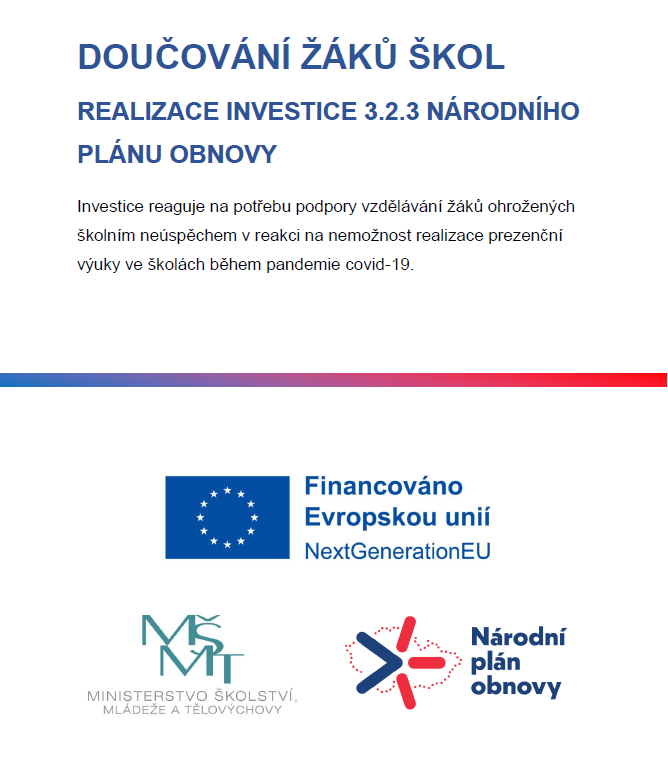 DOUČOVÁNÍ ŽÁKŮ ŠKOL
REALIZACE INVESTICE 3.2.3 NÁRODNÍHO
PLÁNU OBNOVY
Investice reaguje na potřebu podpory vzdělávání žáků ohrožených
školním neúspěchem v reakci na nemožnost realizace prezenční
výuky ve školách během pandemie covid-19.
Financováno
Evropskou unií
NextGenerationEU
MŠMT
MINISTERSTVO ŠKOLSTVÍ,
MLÁDEŽE A TĚLOVÝCHOVY
Národní
plán
obnovy